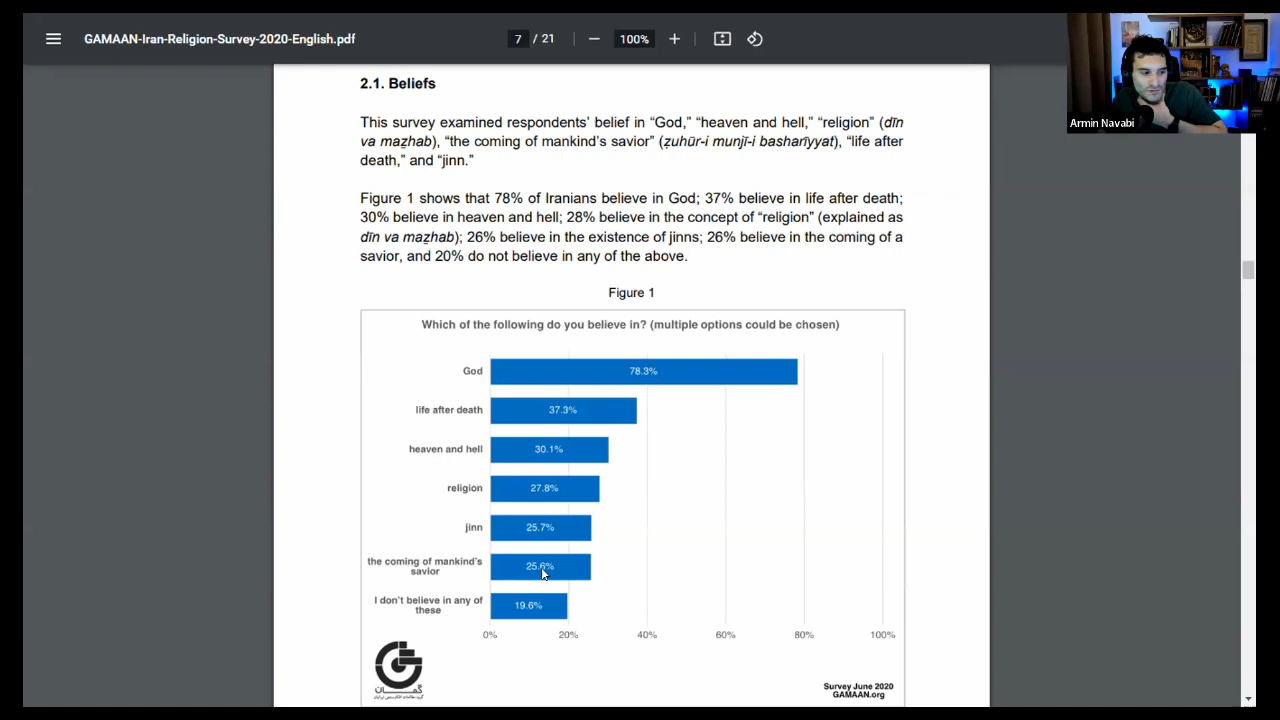 GAMAAN-Iran-Religion-Survey-2020-English.pdf
7 / 21
100%
Armin Navabi
2.1. Beliefs
This survey examined respondents' belief in “God,” “heaven and hell,” “religion” (dīn
va maẕhab), “the coming of mankind's savior” (ẓuhūr-i munjī-i basharīyyat), “life after
death,” and “jinn.”
Figure 1 shows that 78% of Iranians believe in God; 37% believe in life after death;
30% believe in heaven and hell; 28% believe in the concept of “religion” (explained as
dīn va maẕhab); 26% believe in the existence of jinns; 26% believe in the coming of a
savior, and 20% do not believe in any of the above.
Figure 1
Which of the following do you believe in? (multiple options could be chosen)
God 78.3%
life after death 37.3%
heaven and hell 30.1%
religion 27.8%
jinn 25.7%
the coming of mankind's
savior 25.6%
I don't believe in any of
these 19.6%
0% 20% 40% 60% 80% 100%
گمان
Survey June 2020
GAMAAN.org